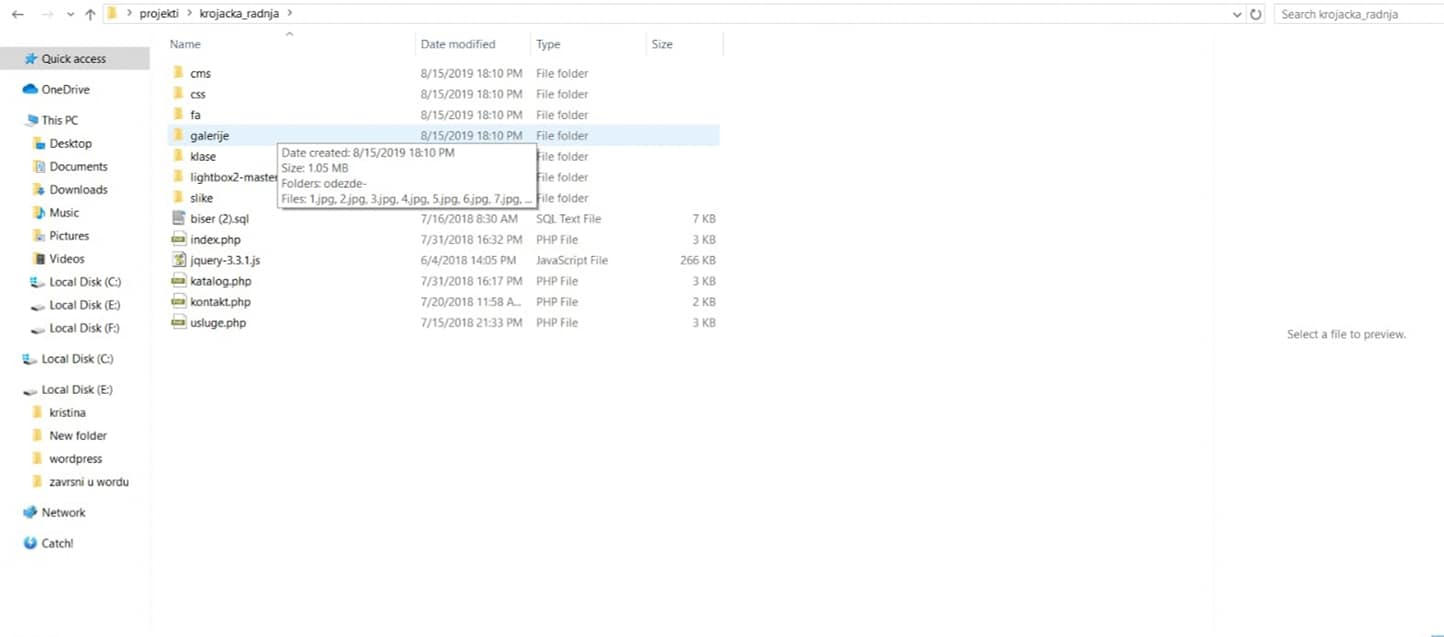 projekti > krojacka_radnja >
Search krojacka_radnja
Quick access
OneDrive
This PC
Desktop
Documents
Downloads
Music
Pictures
Videos
Local Disk (C:)
Local Disk (E:)
Local Disk (F:)
Local Disk (C:)
Local Disk (E:)
kristina
New folder
wordpress
zavrsni u wordu
Network
Catch!
Name Date modified Type Size
cms 8/15/2019 18:10 PM File folder
css 8/15/2019 18:10 PM File folder
fa 8/15/2019 18:10 PM File folder
galerije 8/15/2019 18:10 PM File folder
klase File folder
lightbox2-master File folder
slike File folder
Date created: 8/15/2019 18:10 PM
Size: 1.05 MB
Folders: odezde-
Files: 1.jpg, 2.jpg, 3.jpg, 4.jpg, 5.jpg, 6.jpg, 7.jpg, ...
biser (2).sql 7/16/2018 8:30 AM SQL Text File 7 KB
index.php 7/31/2018 16:32 PM PHP File 3 KB
jquery-3.3.1.js 6/4/2018 14:05 PM JavaScript File 266 KB
katalog.php 7/31/2018 16:17 PM PHP File 3 KB
kontakt.php 7/20/2018 11:58 A... PHP File 2 KB
usluge.php 7/15/2018 21:33 PM PHP File 3 KB
Select a file to preview.